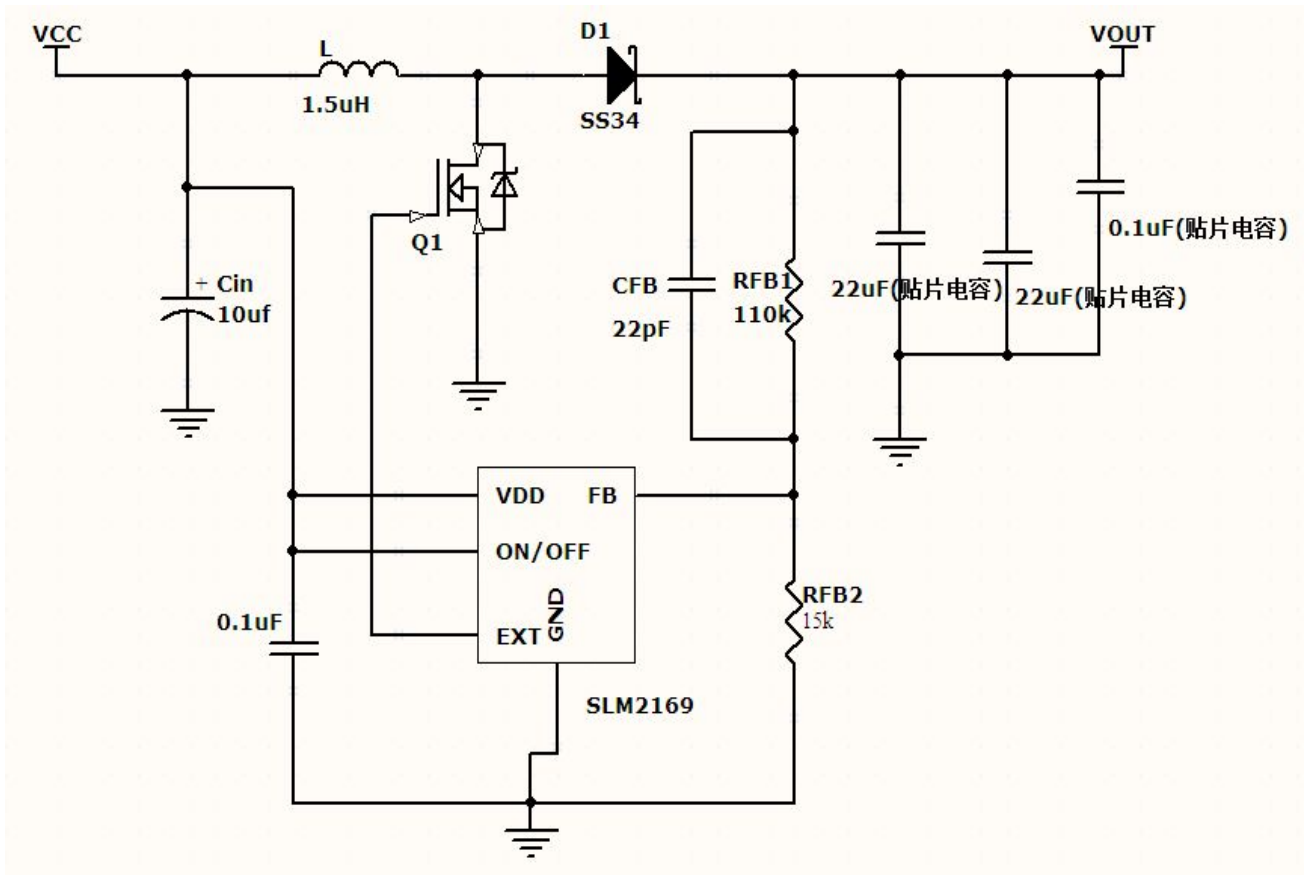 VCC
L
1.5uH
D1
SS34
VOUT
Q1
+ Cin
10uf
CFB
22pF
RFB1
110k
22uF(贴片电容)
22uF(贴片电容)
0.1uF(贴片电容)
VDD
FB
ON/OFF
EXT
GND
0.1uF
SLM2169
RFB2
15k